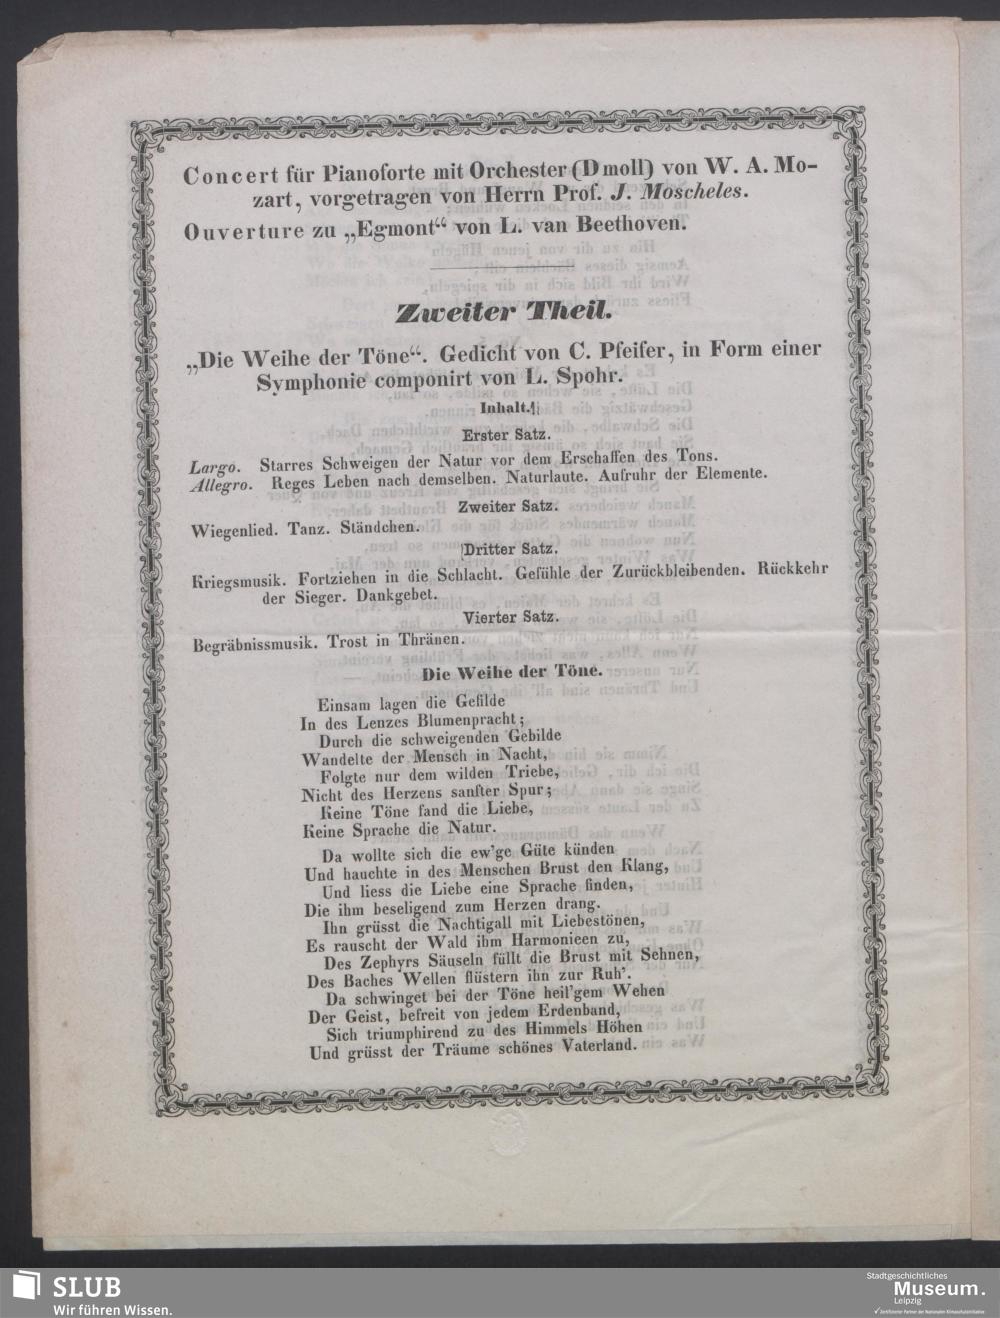 Concert für Pianoforte mit Orchester (D moll) von W. A. Mo-
zart, vorgetragen von Herrn Prof. J. Moscheles.
Ouverture zu „Egmont“ von L. van Beethoven.
Zweiter Theil.
„Die Weihe der Töne“. Gedicht von C. Pfeifer, in Form einer
Symphonie componirt von L. Spohr.
Inhalt.
Erster Satz.
Largo. Starres Schweigen der Natur vor dem Erschaffen des Tons.
Allegro. Reges Leben nach demselben. Naturlaute. Aufruhr der Elemente.
Zweiter Satz.
Wiegenlied. Tanz. Ständchen.
Dritter Satz.
Kriegsmusik. Fortziehen in die Schlacht. Gefühle der Zurückbleibenden. Rückkehr
der Sieger. Dankgebet.
Vierter Satz.
Begräbnissmusik. Trost in Thränen.
Die Weihe der Töne.
Einsam lagen die Gefilde
In des Lenzes Blumenpracht;
Durch die schweigenden Gebilde
Wandelte der Mensch in Nacht,
Folgte nur dem wilden Triebe,
Nicht des Herzens sanfter Spur;
Keine Töne fand die Liebe,
Keine Sprache die Natur.
Da wollte sich die ew'ge Güte künden
Und hauchte in des Menschen Brust den Klang,
Und liess die Liebe eine Sprache finden,
Die ihm beseligend zum Herzen drang.
Ihn grüsst die Nachtigall mit Liebestönen,
Es rauscht der Wald ihm Harmonieen zu,
Des Zephyrs Säuseln füllt die Brust mit Sehnen,
Des Baches Wellen flüstern ihn zur Ruh'.
Da schwinget bei der Töne heil'gem Wehen
Der Geist, befreit von jedem Erdenband,
Sich triumphirend zu des Himmels Höhen
Und grüsst der Träume schönes Vaterland.
SLUB
Wir führen Wissen.
Stadtgeschichtliches
Museum.
Leipzig
Zertifizierter Partner der Nationalen Klimaschutzinitiative